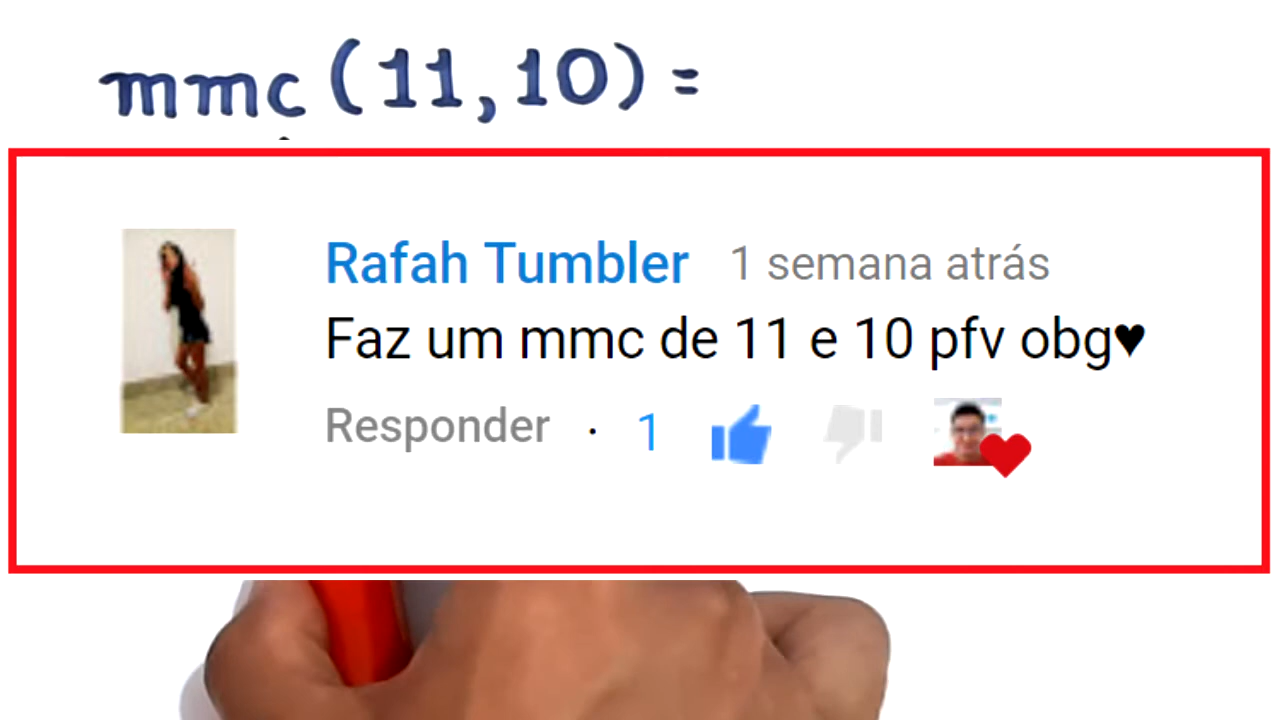 mmc (11,10) =
Rafah Tumbler 1 semana atrás
Faz um mmc de 11 e 10 pfv obg♥
Responder · 1